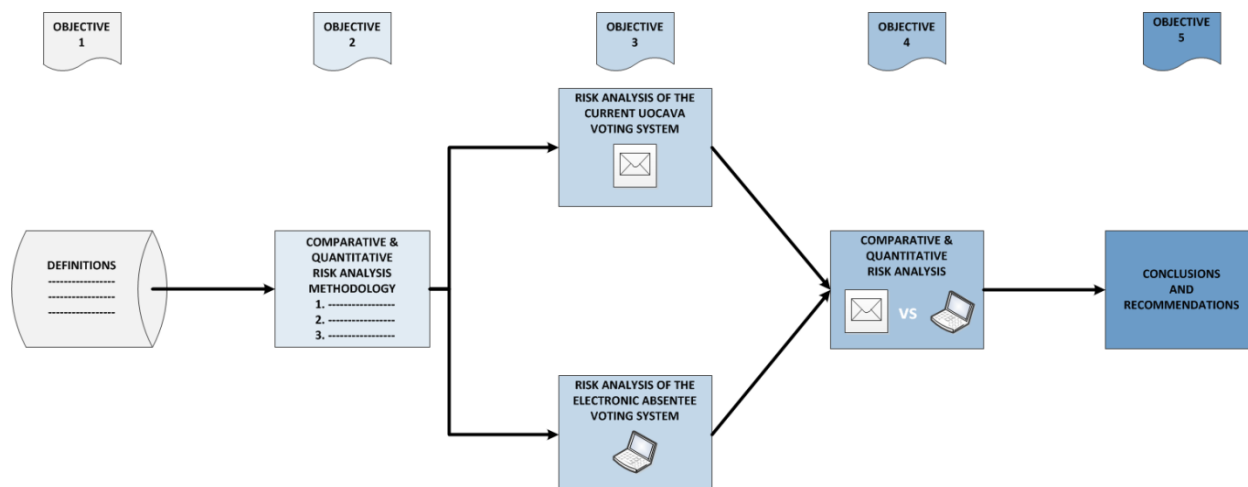 OBJECTIVE
1
OBJECTIVE
2
OBJECTIVE
3
OBJECTIVE
4
OBJECTIVE
5
DEFINITIONS
-----------------
-----------------
-----------------
COMPARATIVE &
QUANTITATIVE
RISK ANALYSIS
METHODOLOGY
1. -----------------
2. -----------------
3. -----------------
RISK ANALYSIS OF THE
CURRENT UOCAVA
VOTING SYSTEM
RISK ANALYSIS OF THE
ELECTRONIC ABSENTEE
VOTING SYSTEM
COMPARATIVE &
QUANTITATIVE
RISK ANALYSIS
VS
CONCLUSIONS
AND
RECOMMENDATIONS